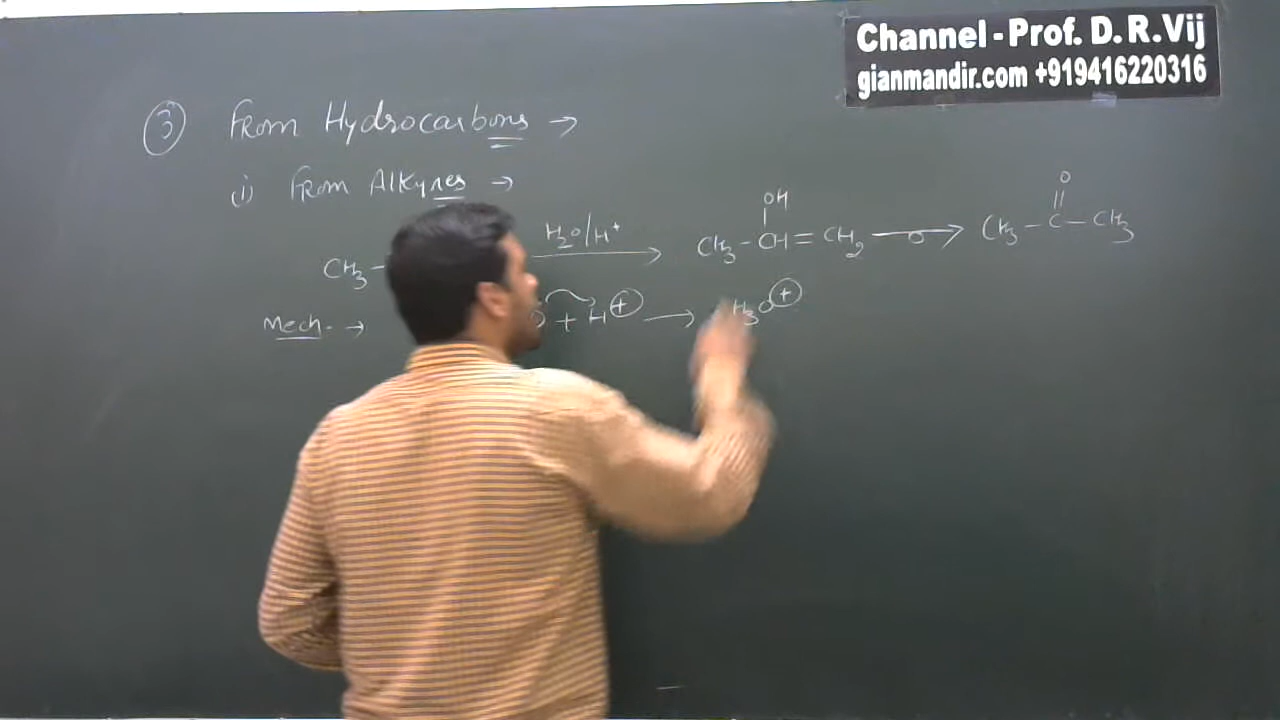 Channel - Prof. D. R. Vij
gianmandir.com +919416220316
③ From Hydrocarbons →
(i) From Alkynes →
CH₃ – H₂O/H⁺ → CH₃ – C(OH)H = CH₂ → CH₃ – C(=O) – CH₃
Mech. → + H⊕ → H₃O⊕